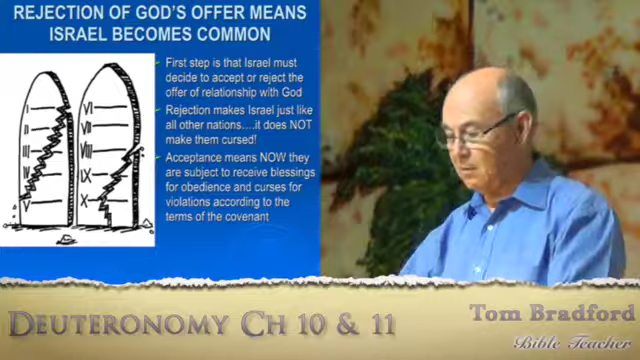 REJECTION OF GOD'S OFFER MEANS
ISRAEL BECOMES COMMON
First step is that Israel must
decide to accept or reject the
offer of relationship with God
Rejection makes Israel just like
all other nations....it does NOT
make them cursed!
Acceptance means NOW they
are subject to receive blessings
for obedience and curses for
violations according to the
terms of the covenant
I
II
III
IV
V
VI
VII
VIII
IX
X
DEUTERONOMY CH 10 & 11
Tom Bradford
Bible Teacher